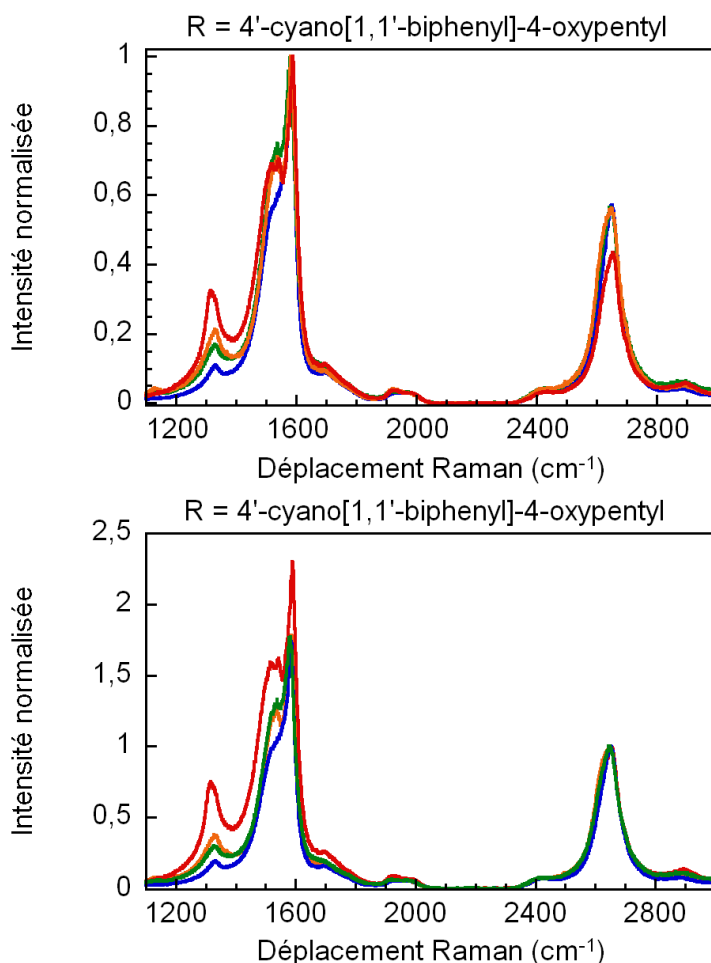 R = 4'-cyano[1,1'-biphenyl]-4-oxypentyl
1
0,8
0,6
0,4
0,2
0
Intensité normalisée
1200 1600 2000 2400 2800
Déplacement Raman (cm⁻¹)
R = 4'-cyano[1,1'-biphenyl]-4-oxypentyl
2,5
2
1,5
1
0,5
0
Intensité normalisée
1200 1600 2000 2400 2800
Déplacement Raman (cm⁻¹)